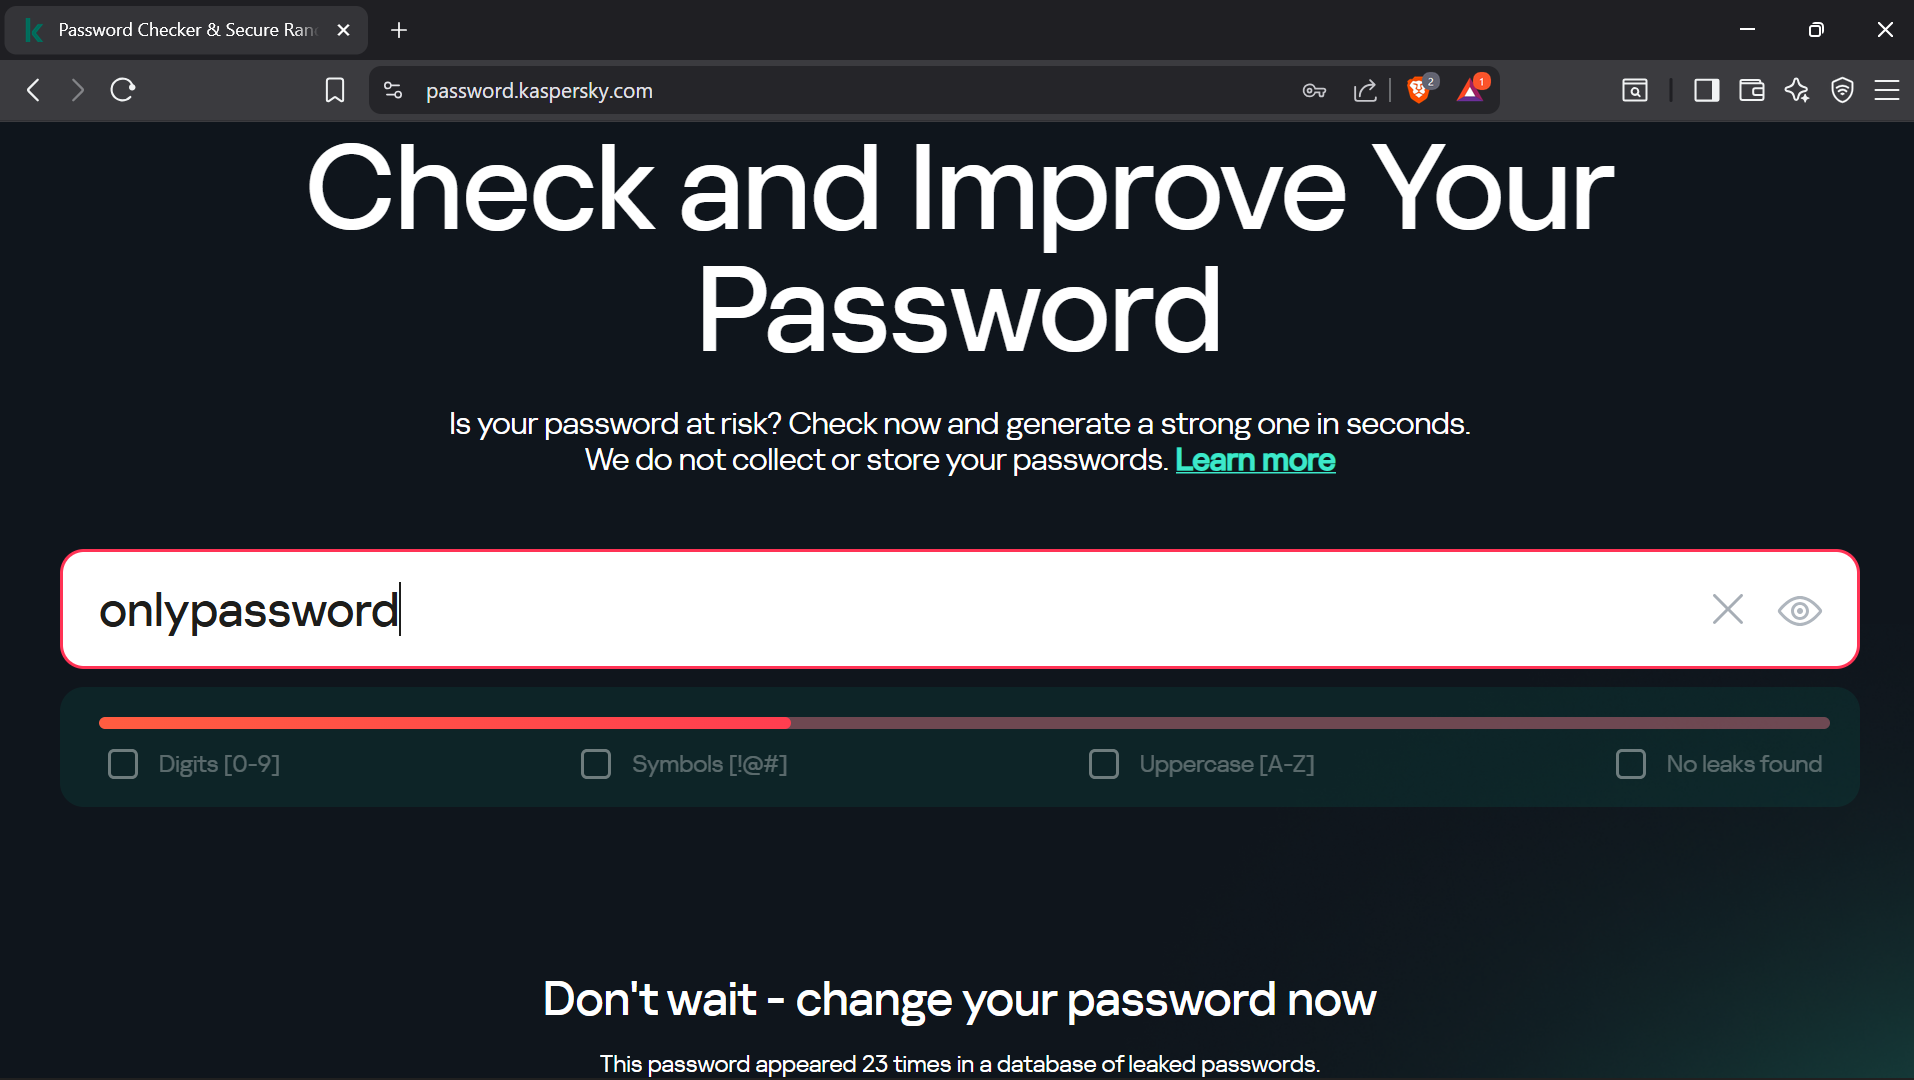 Password Checker & Secure Ran
password.kaspersky.com
2
1
Check and Improve Your
Password
Is your password at risk? Check now and generate a strong one in seconds.
We do not collect or store your passwords. Learn more
onlypassword
Digits [0-9]
Symbols [!@#]
Uppercase [A-Z]
No leaks found
Don't wait - change your password now
This password appeared 23 times in a database of leaked passwords.